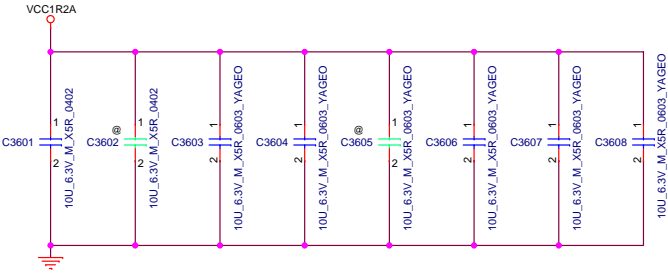 VCC1R2A
C3601
1
2
10U_6.3V_M_X5R_0402
@
C3602
1
2
10U_6.3V_M_X5R_0402
C3603
1
2
10U_6.3V_M_X5R_0603_YAGEO
C3604
1
2
10U_6.3V_M_X5R_0603_YAGEO
@
C3605
1
2
10U_6.3V_M_X5R_0603_YAGEO
C3606
1
2
10U_6.3V_M_X5R_0603_YAGEO
C3607
1
2
10U_6.3V_M_X5R_0603_YAGEO
C3608
1
2
10U_6.3V_M_X5R_0603_YAGEO